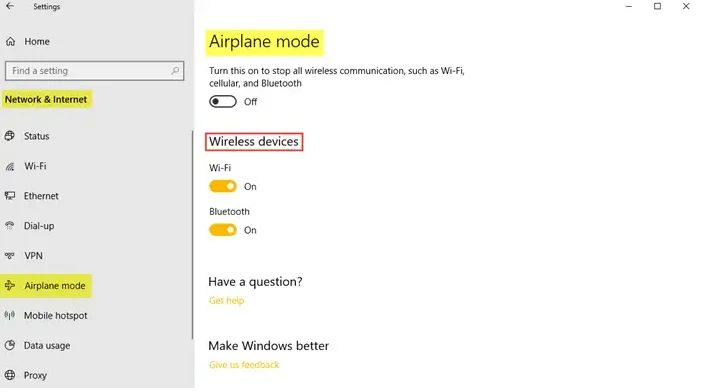 Settings
Home
Find a setting
Network & Internet
Status
Wi-Fi
Ethernet
Dial-up
VPN
Airplane mode
Mobile hotspot
Data usage
Proxy
Airplane mode
Turn this on to stop all wireless communication, such as Wi-Fi,
cellular, and Bluetooth
Off
Wireless devices
Wi-Fi
On
Bluetooth
On
Have a question?
Get help
Make Windows better
Give us feedback